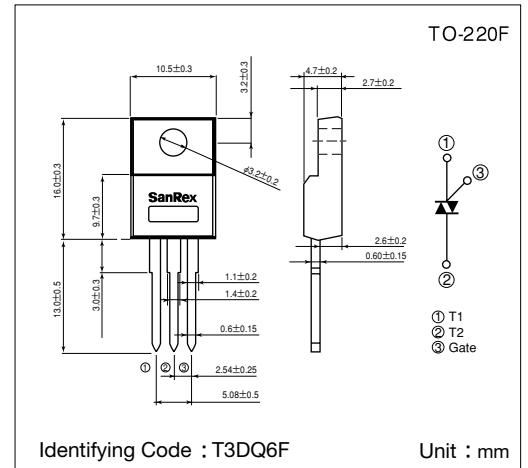 TO-220F
10.5±0.3
3.2±0.3
4.7±0.2
2.7±0.2
16.0±0.3
9.7±0.3
φ3.2±0.2
SanRex
13.0±0.5
3.0±0.3
1.1±0.2
1.4±0.2
0.6±0.15
2.54±0.25
5.08±0.5
① ② ③
2.6±0.2
0.60±0.15
①
③
②
① T1
② T2
③ Gate
Identifying Code : T3DQ6F
Unit : mm